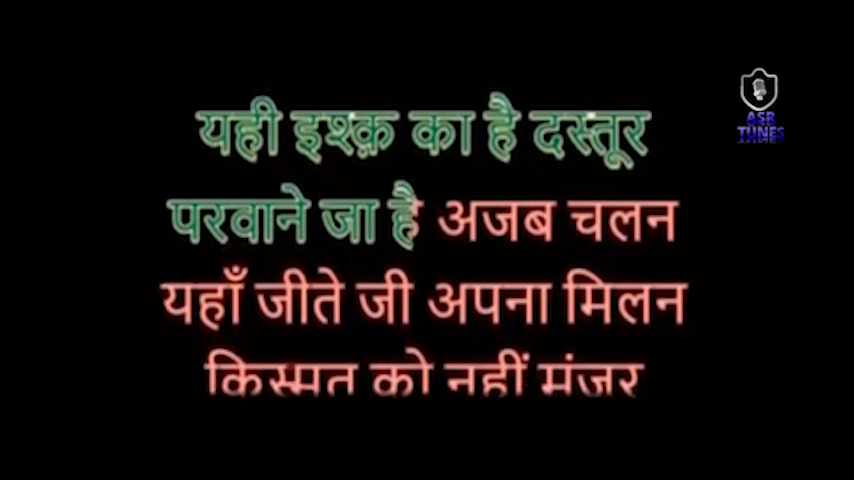 यही इश्क़ का है दस्तूर
परवाने जा है अजब चलन
यहाँ जीते जी अपना मिलन
किस्मत को नहीं मंजूर
ASR
TUNES